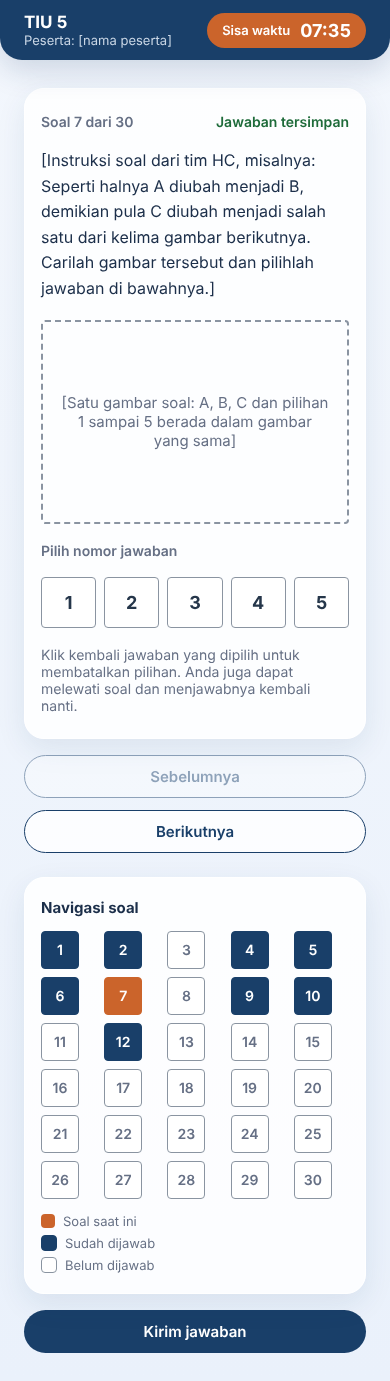 TIU 5
Peserta: [nama peserta]
Sisa waktu 07:35
Soal 7 dari 30
Jawaban tersimpan
[Instruksi soal dari tim HC, misalnya:
Seperti halnya A diubah menjadi B,
demikian pula C diubah menjadi salah
satu dari kelima gambar berikutnya.
Carilah gambar tersebut dan pilihlah
jawaban di bawahnya.]
[Satu gambar soal: A, B, C dan pilihan
1 sampai 5 berada dalam gambar
yang sama]
Pilih nomor jawaban
1 2 3 4 5
Klik kembali jawaban yang dipilih untuk
membatalkan pilihan. Anda juga dapat
melewati soal dan menjawabnya kembali
nanti.
Sebelumnya
Berikutnya
Navigasi soal
1 2 3 4 5
6 7 8 9 10
11 12 13 14 15
16 17 18 19 20
21 22 23 24 25
26 27 28 29 30
Soal saat ini
Sudah dijawab
Belum dijawab
Kirim jawaban